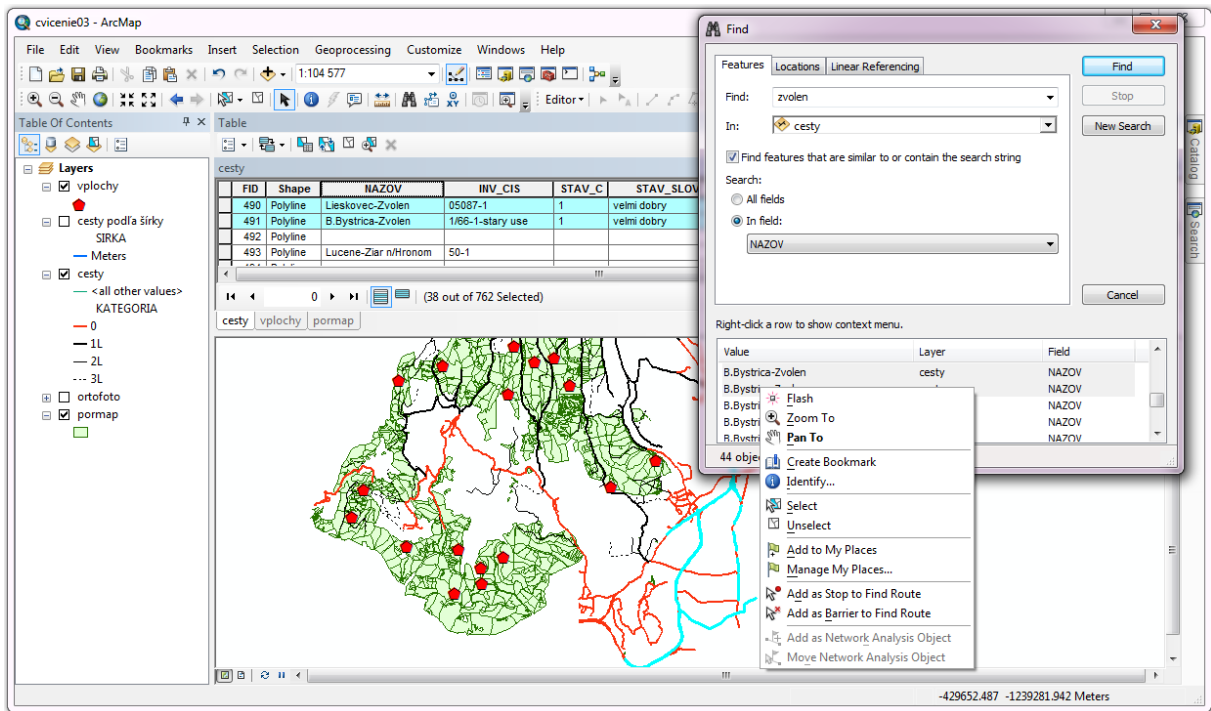 cvicenie03 - ArcMap
File Edit View Bookmarks Insert Selection Geoprocessing Customize Windows Help
1:104 577
Editor
Table Of Contents
Layers
vplochy
cesty podľa šírky
SIRKA
Meters
cesty
<all other values>
KATEGORIA
0
1L
2L
3L
ortofoto
pormap
Table
cesty
FID Shape NAZOV INV_CIS STAV_C STAV_SLOV
490 Polyline Lieskovec-Zvolen 05087-1 1 velmi dobry
491 Polyline B.Bystrica-Zvolen 1/66-1-stary use 1 velmi dobry
492 Polyline
493 Polyline Lucene-Ziar n/Hronom 50-1
0 (38 out of 762 Selected)
cesty vplochy pormap
Find
Features Locations Linear Referencing
Find: zvolen
In: cesty
Find features that are similar to or contain the search string
Search:
All fields
In field:
NAZOV
Find
Stop
New Search
Cancel
Right-click a row to show context menu.
Value Layer Field
B.Bystrica-Zvolen cesty NAZOV
B.Bystri NAZOV
B.Bystri NAZOV
B.Bystri NAZOV
B.Bystri NAZOV
44 obje
Flash
Zoom To
Pan To
Create Bookmark
Identify...
Select
Unselect
Add to My Places
Manage My Places...
Add as Stop to Find Route
Add as Barrier to Find Route
Add as Network Analysis Object
Move Network Analysis Object
Catalog
Search
-429652.487 -1239281.942 Meters